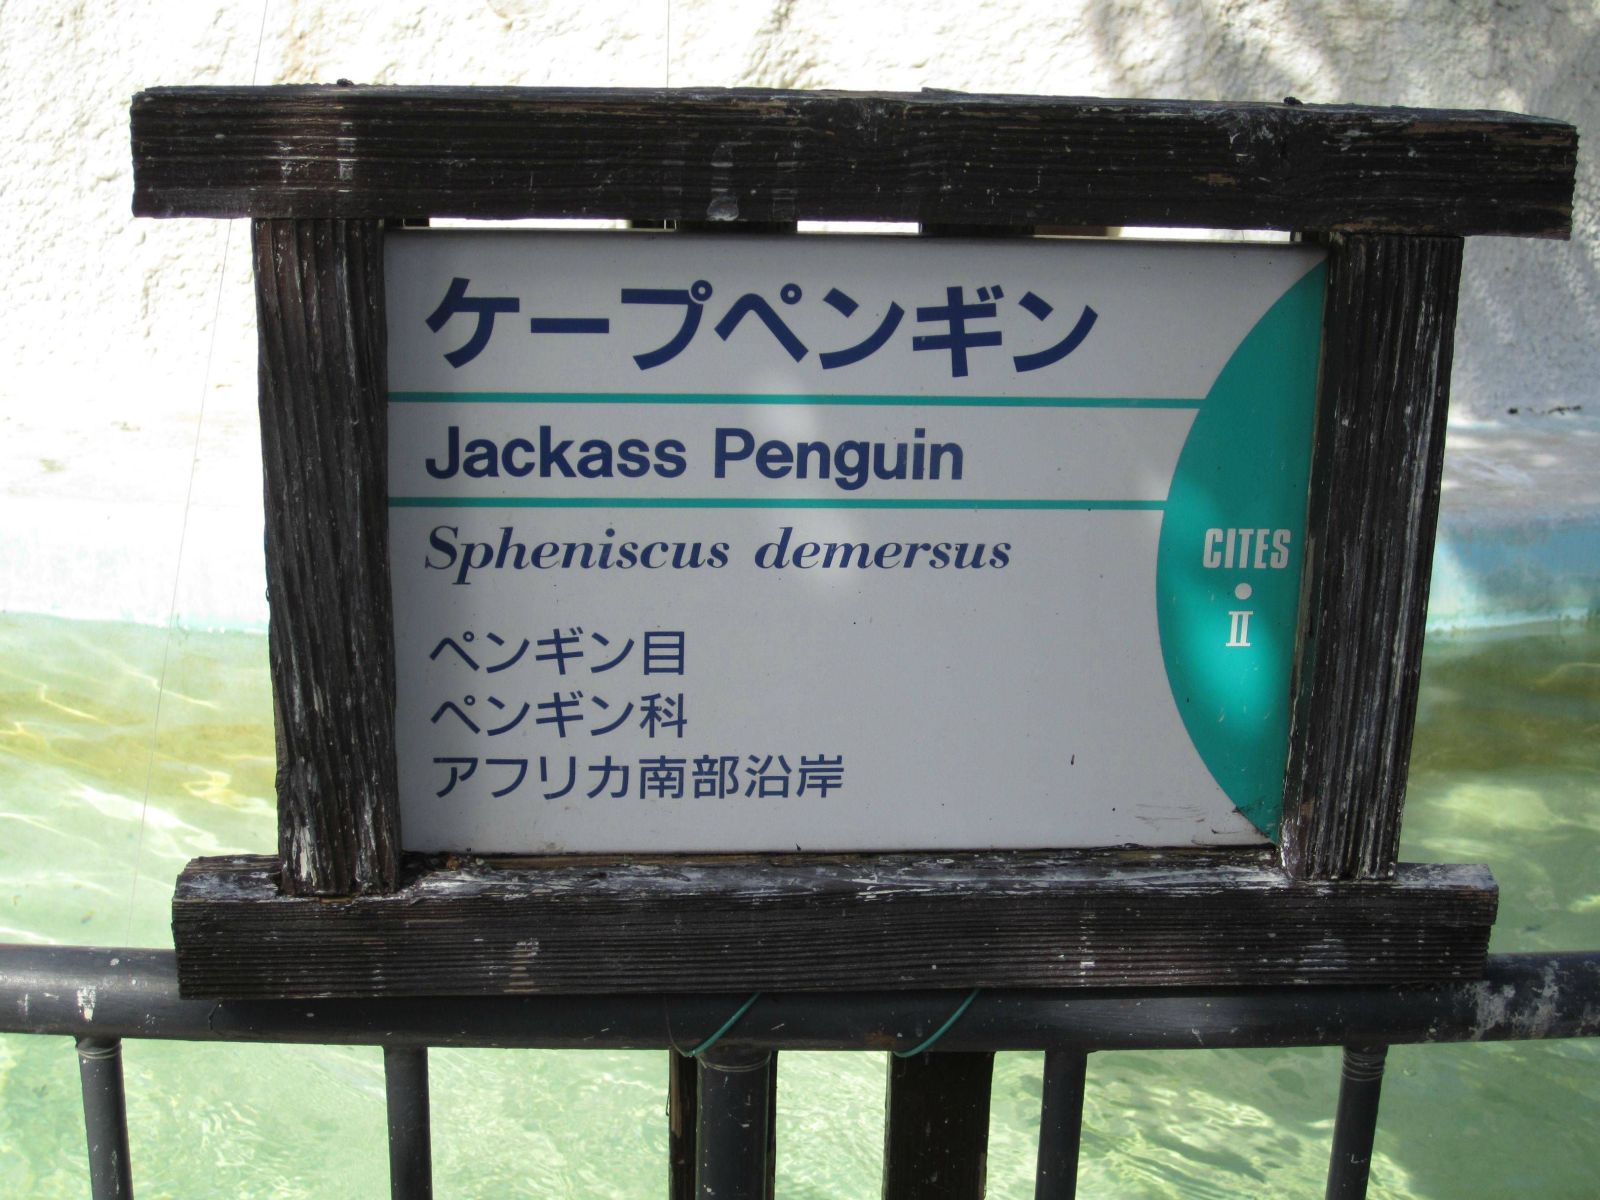 ケープペンギン
Jackass Penguin
Spheniscus demersus
ペンギン目
ペンギン科
アフリカ南部沿岸
CITES
●
II